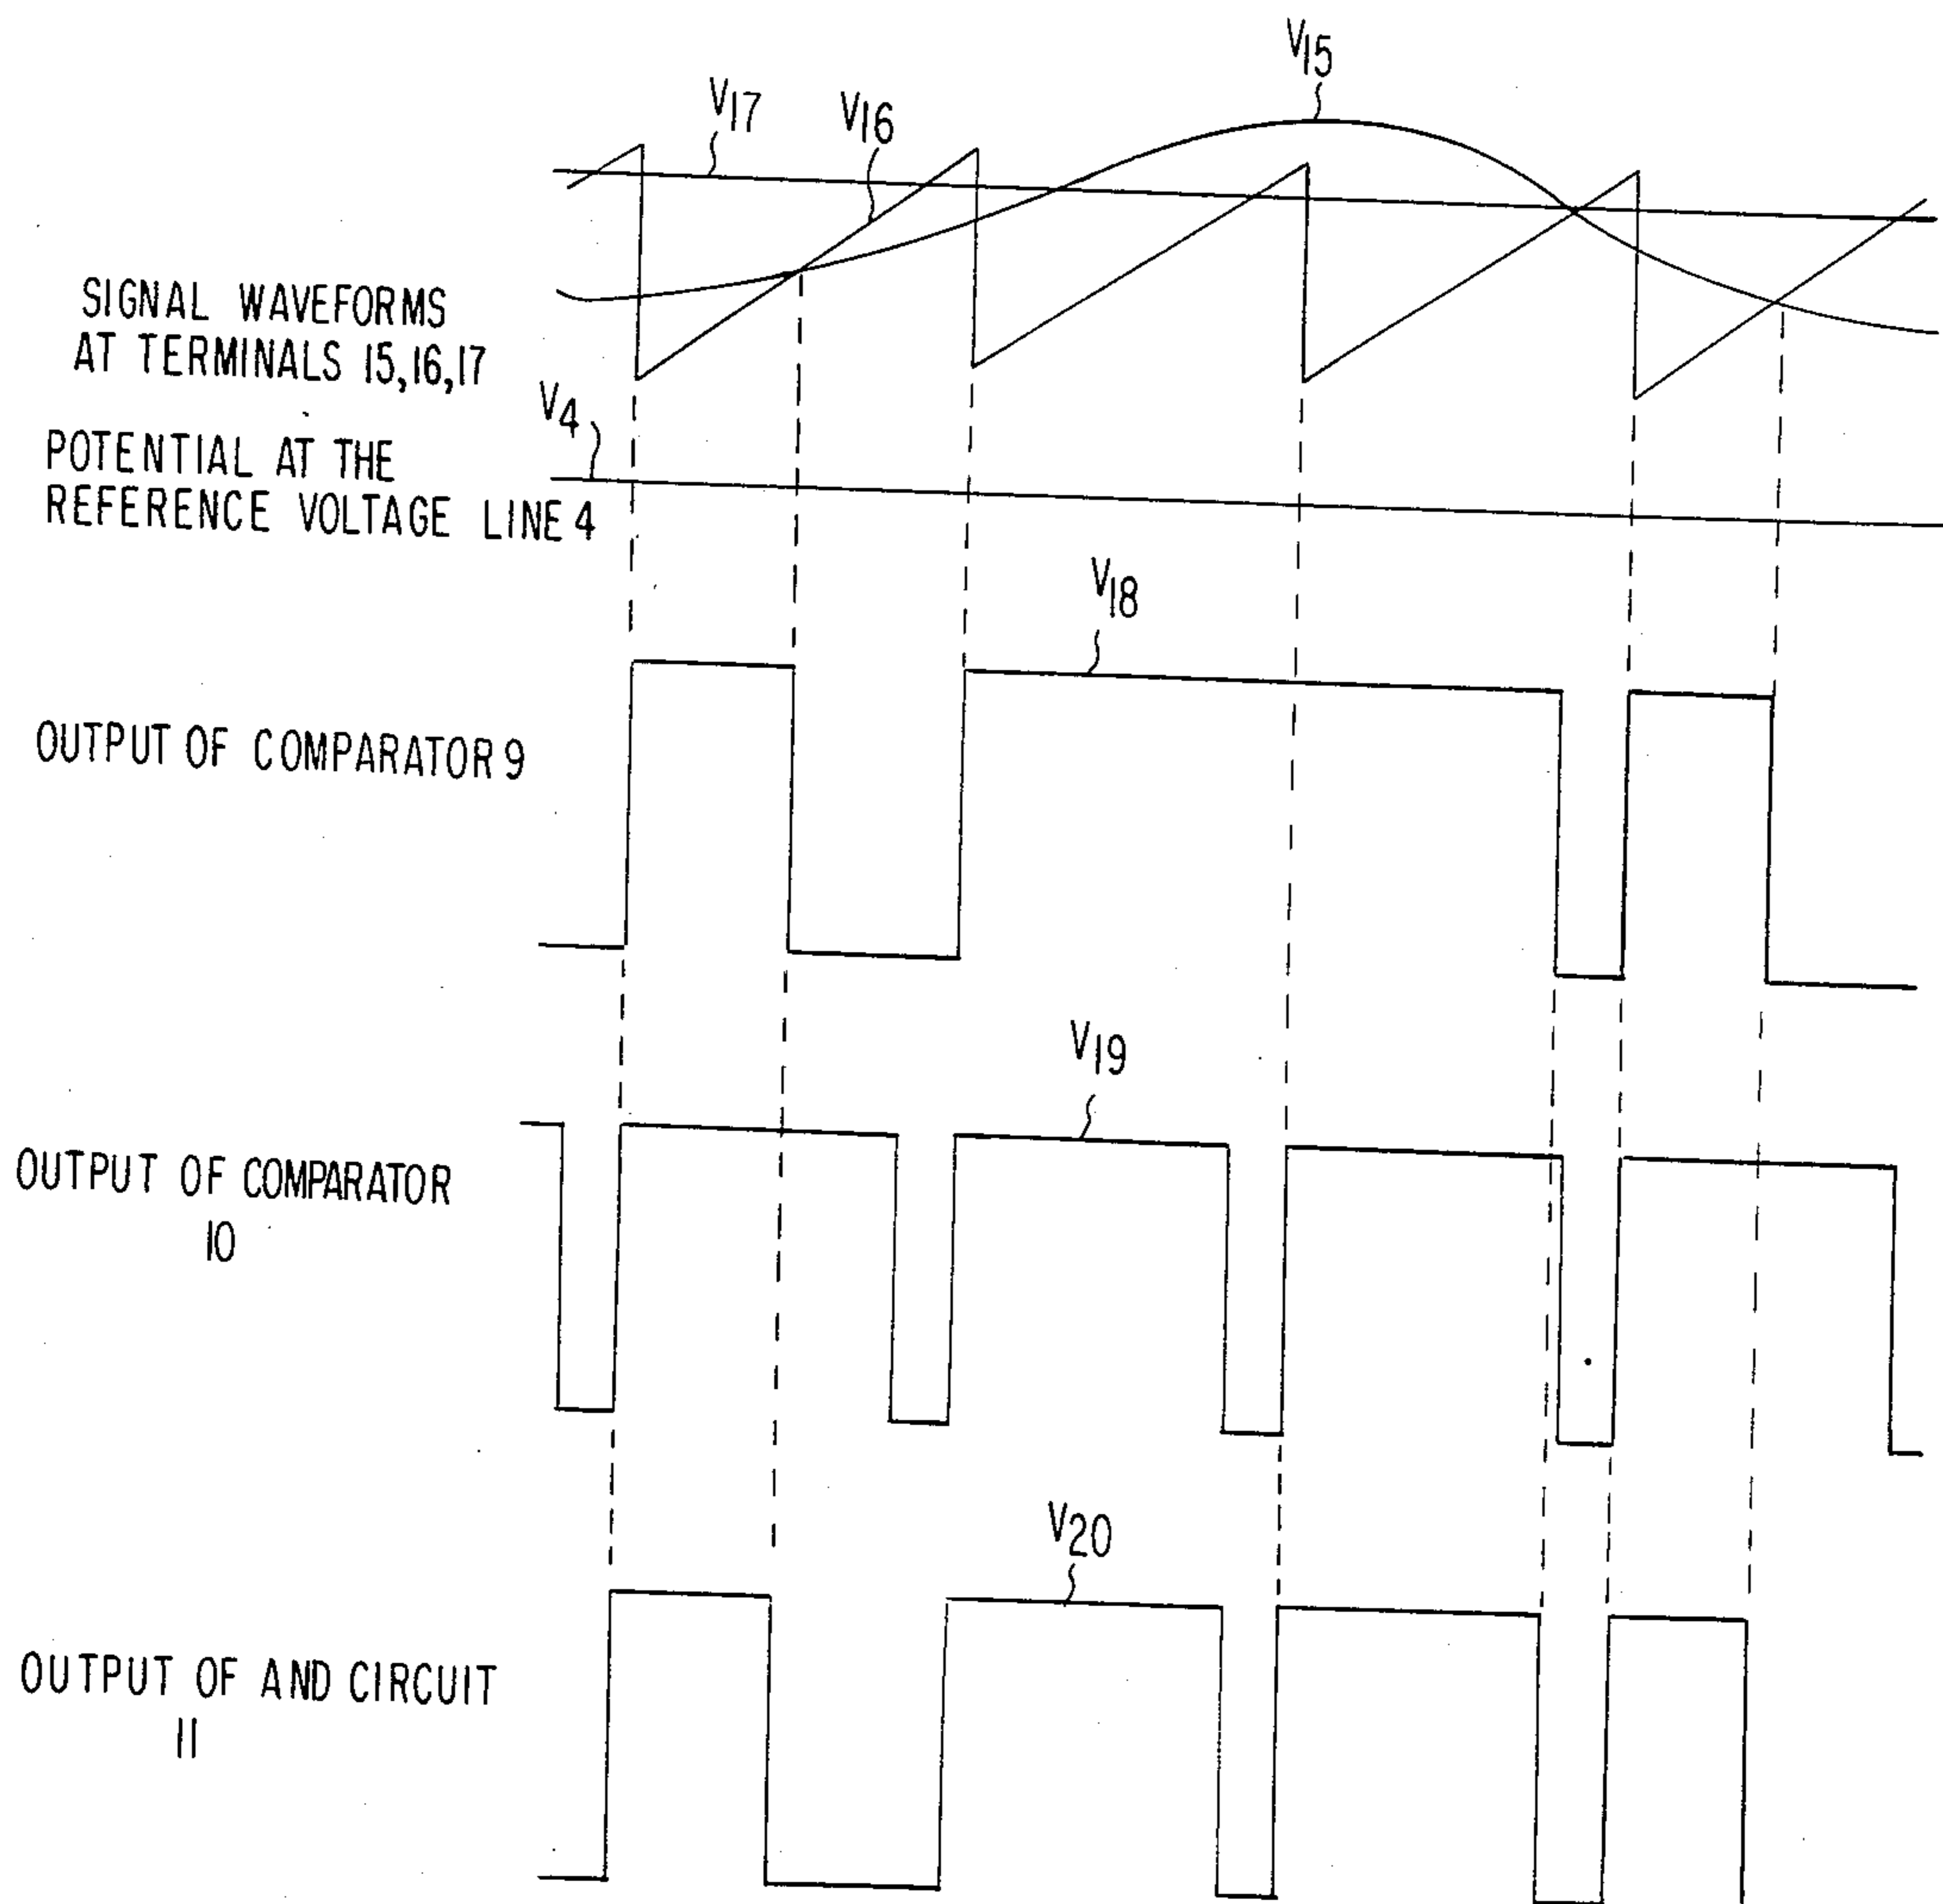 V15
V17
V16
SIGNAL WAVEFORMS
AT TERMINALS 15,16,17
V4
POTENTIAL AT THE
REFERENCE VOLTAGE LINE 4
V18
OUTPUT OF COMPARATOR 9
V19
OUTPUT OF COMPARATOR
10
V20
OUTPUT OF AND CIRCUIT
11